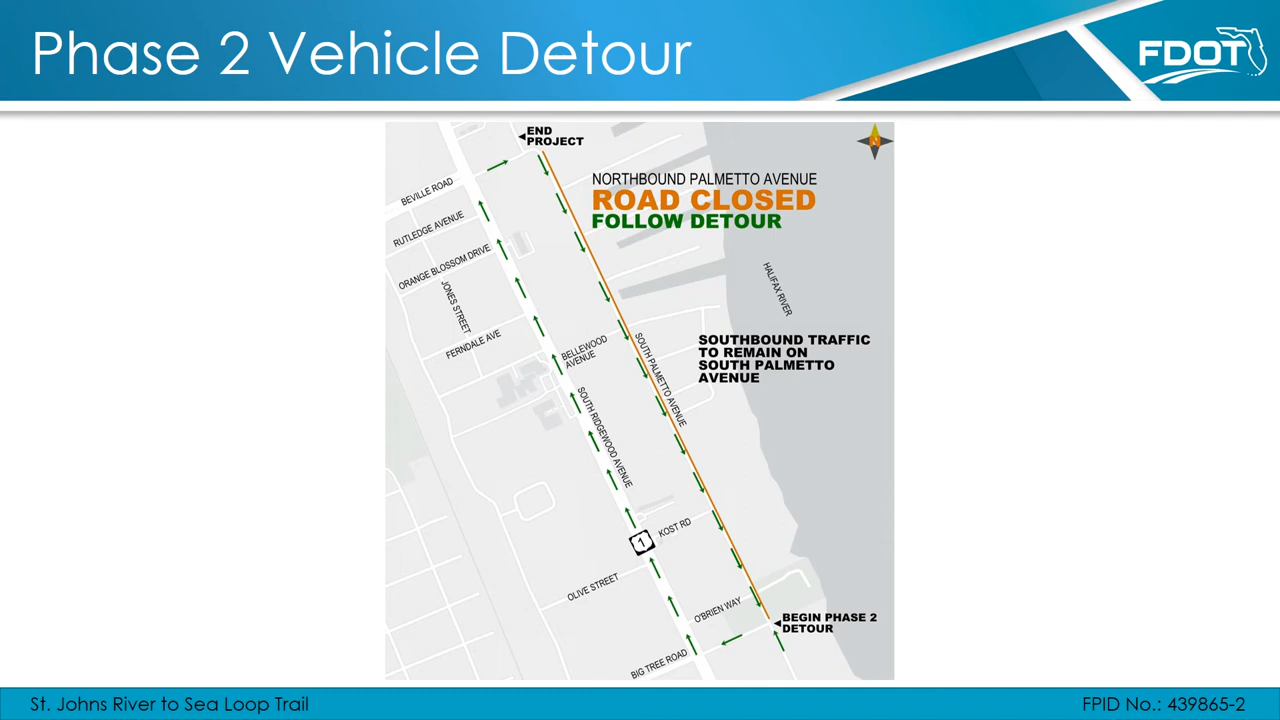 Phase 2 Vehicle Detour
FDOT
END
PROJECT
N
NORTHBOUND PALMETTO AVENUE
ROAD CLOSED
FOLLOW DETOUR
BEVILLE ROAD
RUTLEDGE AVENUE
ORANGE BLOSSOM DRIVE
JONES STREET
FERNDALE AVE
HALIFAX RIVER
BELLEWOOD
AVENUE
SOUTH PALMETTO AVENUE
SOUTHBOUND TRAFFIC
TO REMAIN ON
SOUTH PALMETTO
AVENUE
SOUTH RIDGEWOOD AVENUE
1
KOST RD
OLIVE STREET
O'BRIEN WAY
BEGIN PHASE 2
DETOUR
BIG TREE ROAD
St. Johns River to Sea Loop Trail
FPID No.: 439865-2